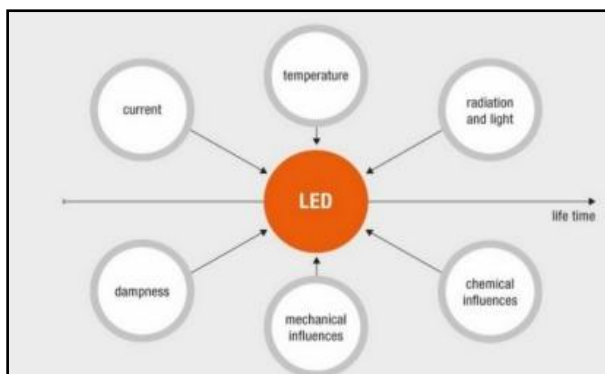 temperature
current
radiation
and light
LED
life time
dampness
mechanical
influences
chemical
influences